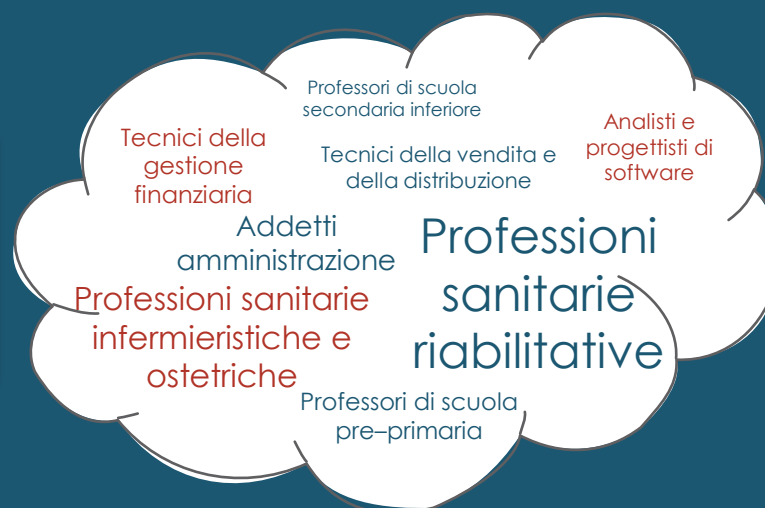 Professori di scuola
secondaria inferiore
Tecnici della
gestione
finanziaria
Tecnici della vendita e
della distribuzione
Analisti e
progettisti di
software
Addetti
amministrazione
Professioni
sanitarie
riabilitative
Professioni sanitarie
infermieristiche e
ostetriche
Professori di scuola
pre–primaria